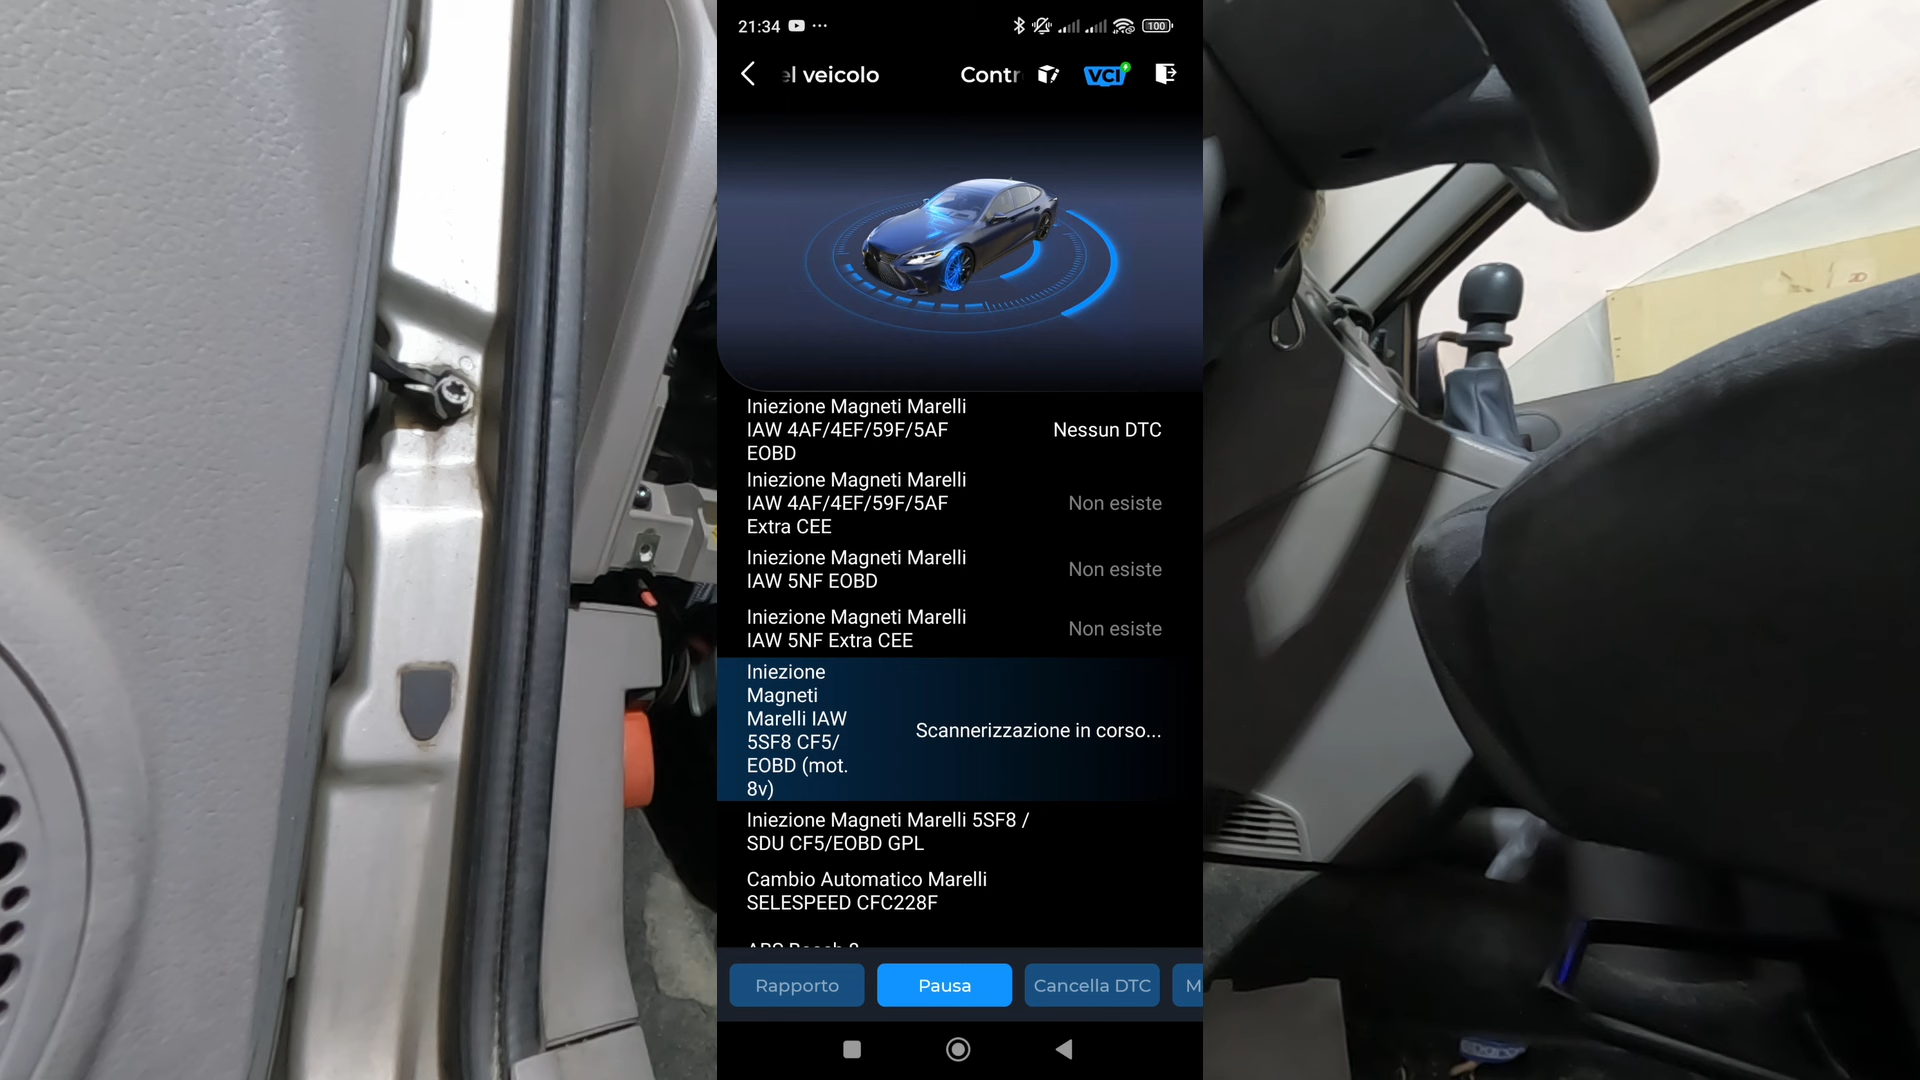 21:34
100
el veicolo
Contr
VCI
Iniezione Magneti Marelli
IAW 4AF/4EF/59F/5AF
EOBD
Nessun DTC
Iniezione Magneti Marelli
IAW 4AF/4EF/59F/5AF
Extra CEE
Non esiste
Iniezione Magneti Marelli
IAW 5NF EOBD
Non esiste
Iniezione Magneti Marelli
IAW 5NF Extra CEE
Non esiste
Iniezione
Magneti
Marelli IAW
5SF8 CF5/
EOBD (mot.
8v)
Scannerizzazione in corso...
Iniezione Magneti Marelli 5SF8 /
SDU CF5/EOBD GPL
Cambio Automatico Marelli
SELESPEED CFC228F
Rapporto
Pausa
Cancella DTC
M